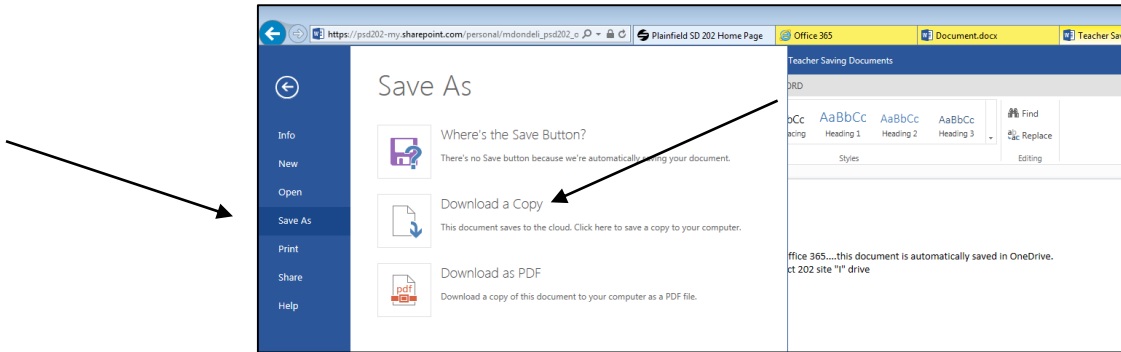 https://psd202-my.sharepoint.com/personal/mdondeli_psd202_o
Plainfield SD 202 Home Page
Office 365
Document.docx
Teacher Sav
Teacher Saving Documents
ORD
Save As
Info
New
Open
Save As
Print
Share
Help
Where's the Save Button?
There's no Save button because we're automatically saving your document.
Download a Copy
This document saves to the cloud. Click here to save a copy to your computer.
pdf
Download as PDF
Download a copy of this document to your computer as a PDF file.
bCc AaBbCc AaBbCc AaBbCc
acing Heading 1 Heading 2 Heading 3
Styles
Find
Replace
Editing
ffice 365....this document is automatically saved in OneDrive.
ct 202 site "I" drive